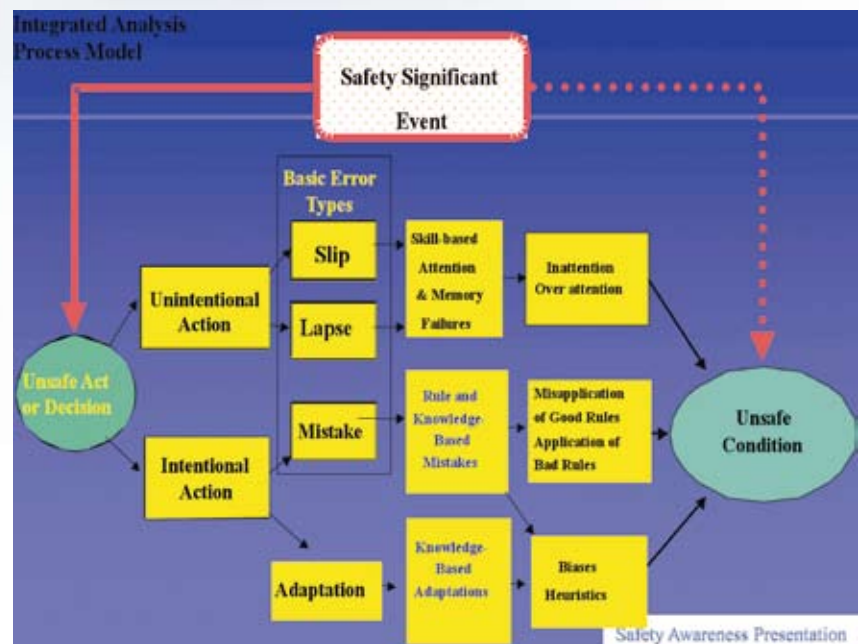 Integrated Analysis
Process Model
Safety Significant
Event
Basic Error
Types
Slip
Lapse
Mistake
Unintentional
Action
Intentional
Action
Unsafe Act
or Decision
Adaptation
Skill-based
Attention
& Memory
Failures
Rule and
Knowledge-
Based
Mistakes
Knowledge-
Based
Adaptations
Inattention
Over attention
Misapplication
of Good Rules
Application of
Bad Rules
Biases
Heuristics
Unsafe
Condition
Safety Awareness Presentation